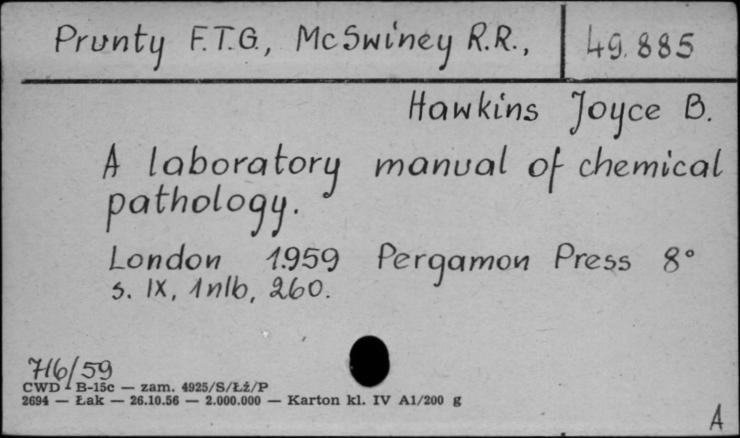 Prunty F.T.G., McSwiney R.R., 49.885
Hawkins Joyce B.
A laboratory manual of chemical
pathology.
London 1959 Pergamon Press 8°
s. IX, 1nlb, 260.
716/59
CWD B-15c — zam. 4925/S/Łż/P
2694 — Łak — 26.10.56 — 2.000.000 — Karton kl. IV A1/200 g
A